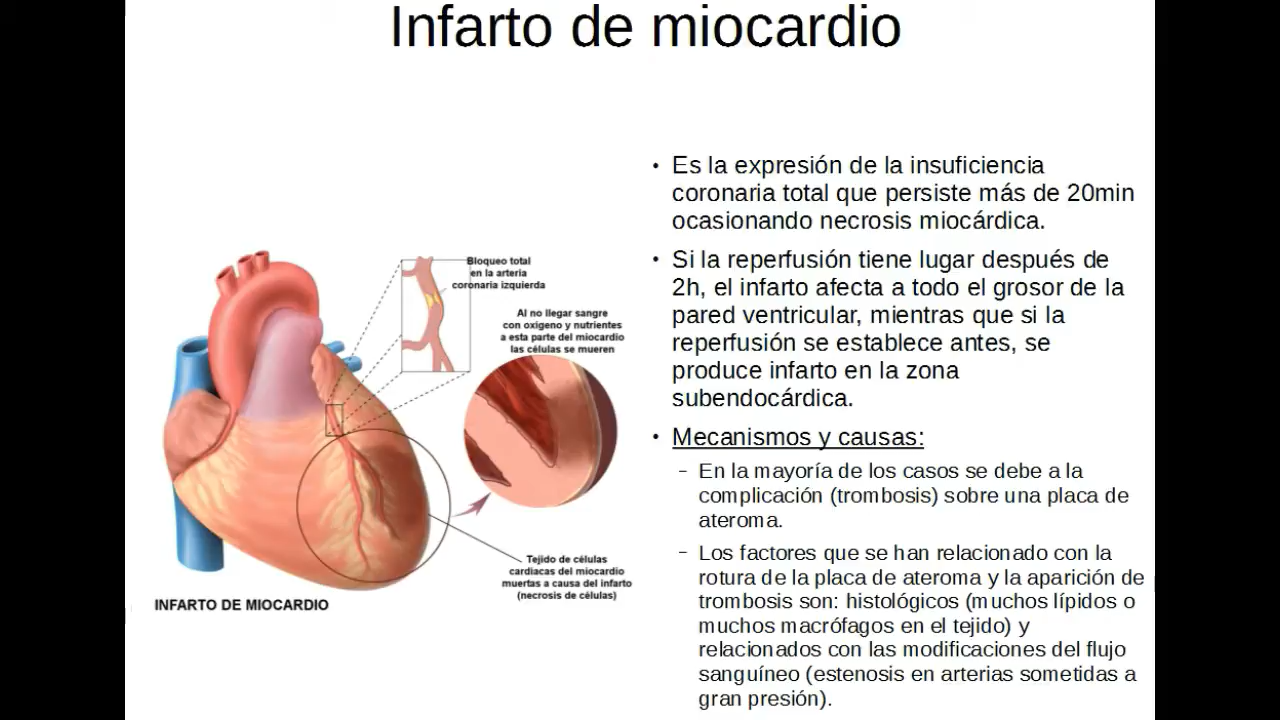 Infarto de miocardio
Bloqueo total
en la arteria
coronaria izquierda
Al no llegar sangre
con oxigeno y nutrientes
a esta parte del miocardio
las células se mueren
Tejido de células
cardiacas del miocardio
muertas a causa del infarto
(necrosis de células)
INFARTO DE MIOCARDIO
• Es la expresión de la insuficiencia
coronaria total que persiste más de 20min
ocasionando necrosis miocárdica.
• Si la reperfusión tiene lugar después de
2h, el infarto afecta a todo el grosor de la
pared ventricular, mientras que si la
reperfusión se establece antes, se
produce infarto en la zona
subendocárdica.
• Mecanismos y causas:
– En la mayoría de los casos se debe a la
complicación (trombosis) sobre una placa de
ateroma.
– Los factores que se han relacionado con la
rotura de la placa de ateroma y la aparición de
trombosis son: histológicos (muchos lípidos o
muchos macrófagos en el tejido) y
relacionados con las modificaciones del flujo
sanguíneo (estenosis en arterias sometidas a
gran presión).